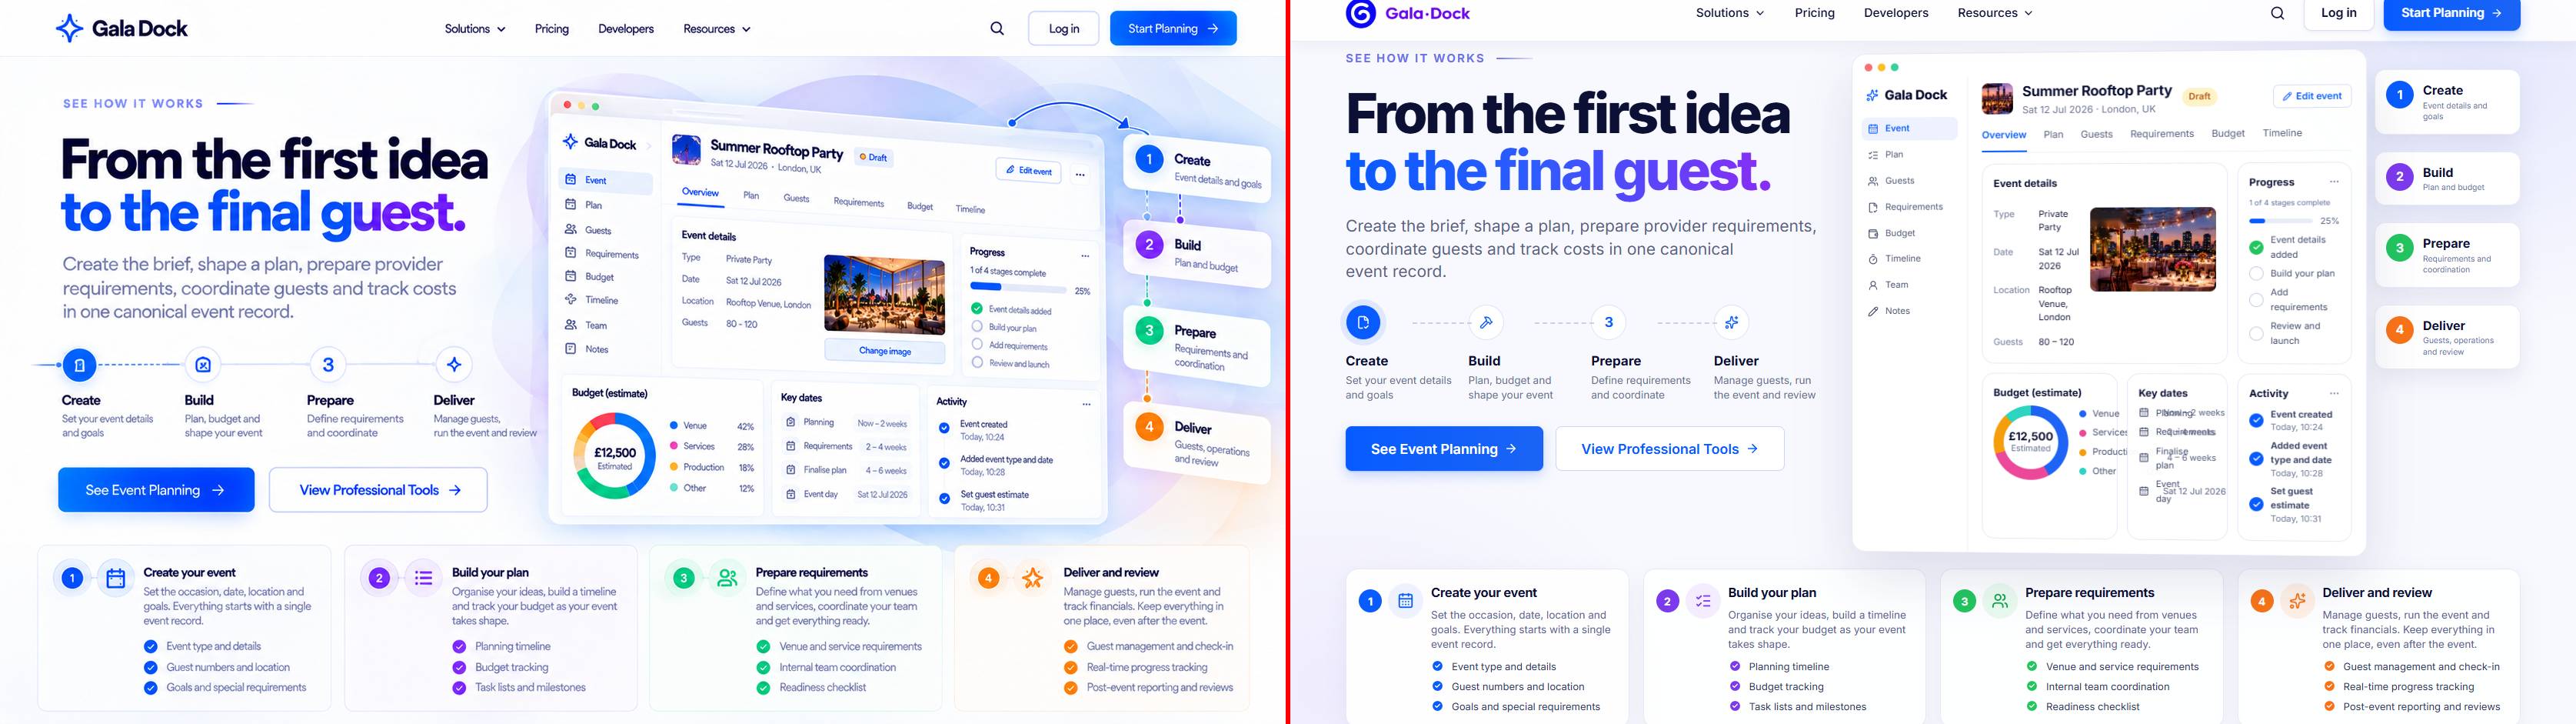 Gala Dock
Solutions
Pricing
Developers
Resources
Log in
Start Planning
SEE HOW IT WORKS
From the first idea
to the final guest.
Create the brief, shape a plan, prepare provider
requirements, coordinate guests and track costs
in one canonical event record.
3
Create
Set your event details
and goals
Build
Plan, budget and
shape your event
Prepare
Define requirements
and coordinate
Deliver
Manage guests,
run the event and review
See Event Planning
View Professional Tools
Gala Dock
Event
Plan
Guests
Requirements
Budget
Timeline
Team
Notes
Summer Rooftop Party
Draft
Sat 12 Jul 2026 • London, UK
Edit event
Overview
Plan
Guests
Requirements
Budget
Timeline
Event details
Type
Private Party
Date
Sat 12 Jul 2026
Location
Rooftop Venue, London
Guests
80 – 120
Change image
Progress
1 of 4 stages complete
25%
Event details added
Build your plan
Add requirements
Review and launch
Budget (estimate)
£12,500
Estimated
Venue 42%
Services 28%
Production 18%
Other 12%
Key dates
Planning Now – 2 weeks
Requirements 2 – 4 weeks
Finalise plan 4 – 6 weeks
Event day Sat 12 Jul 2026
Activity
Event created
Today, 10:24
Added event type and date
Today, 10:28
Set guest estimate
Today, 10:31
1
Create
Event details and goals
2
Build
Plan and budget
3
Prepare
Requirements and
coordination
4
Deliver
Guests, operations
and review
1
Create your event
Set the occasion, date, location and
goals. Everything starts with a single
event record.
Event type and details
Guest numbers and location
Goals and special requirements
2
Build your plan
Organise your ideas, build a timeline
and track your budget as your event
takes shape.
Planning timeline
Budget tracking
Task lists and milestones
3
Prepare requirements
Define what you need from venues
and services, coordinate your team
and get everything ready.
Venue and service requirements
Internal team coordination
Readiness checklist
4
Deliver and review
Manage guests, run the event and
track financials. Keep everything in
one place, even after the event.
Guest management and check-in
Real-time progress tracking
Post-event reporting and reviews
Gala·Dock
Solutions
Pricing
Developers
Resources
Log in
Start Planning
SEE HOW IT WORKS
From the first idea
to the final guest.
Create the brief, shape a plan, prepare provider requirements,
coordinate guests and track costs in one canonical
event record.
3
Create
Set your event details
and goals
Build
Plan, budget and
shape your event
Prepare
Define requirements
and coordinate
Deliver
Manage guests, run
the event and review
See Event Planning
View Professional Tools
Gala Dock
Event
Plan
Guests
Requirements
Budget
Timeline
Team
Notes
Summer Rooftop Party
Draft
Sat 12 Jul 2026 · London, UK
Edit event
Overview
Plan
Guests
Requirements
Budget
Timeline
Event details
Type
Private
Party
Date
Sat 12 Jul
2026
Location
Rooftop
Venue,
London
Guests
80 – 120
Progress
1 of 4 stages complete
25%
Event details
added
Build your plan
Add
requirements
Review and
launch
Budget (estimate)
£12,500
Estimated
Venue
Services
Producti
Other
Key dates
Planning
Now – 2 weeks
Requirements
2 – 4 weeks
Finalise
plan
4 – 6 weeks
Event
day
Sat 12 Jul 2026
Activity
Event created
Today, 10:24
Added event
type and date
Today, 10:28
Set guest
estimate
Today, 10:31
1
Create
Event details and
goals
2
Build
Plan and budget
3
Prepare
Requirements and
coordination
4
Deliver
Guests, operations
and review
1
Create your event
Set the occasion, date, location and
goals. Everything starts with a single
event record.
Event type and details
Guest numbers and location
Goals and special requirements
2
Build your plan
Organise your ideas, build a timeline
and track your budget as your event
takes shape.
Planning timeline
Budget tracking
Task lists and milestones
3
Prepare requirements
Define what you need from venues
and services, coordinate your team
and get everything ready.
Venue and service requirements
Internal team coordination
Readiness checklist
4
Deliver and review
Manage guests, run the event and
track financials. Keep everything in
one place, even after the event.
Guest management and check-in
Real-time progress tracking
Post-event reporting and reviews